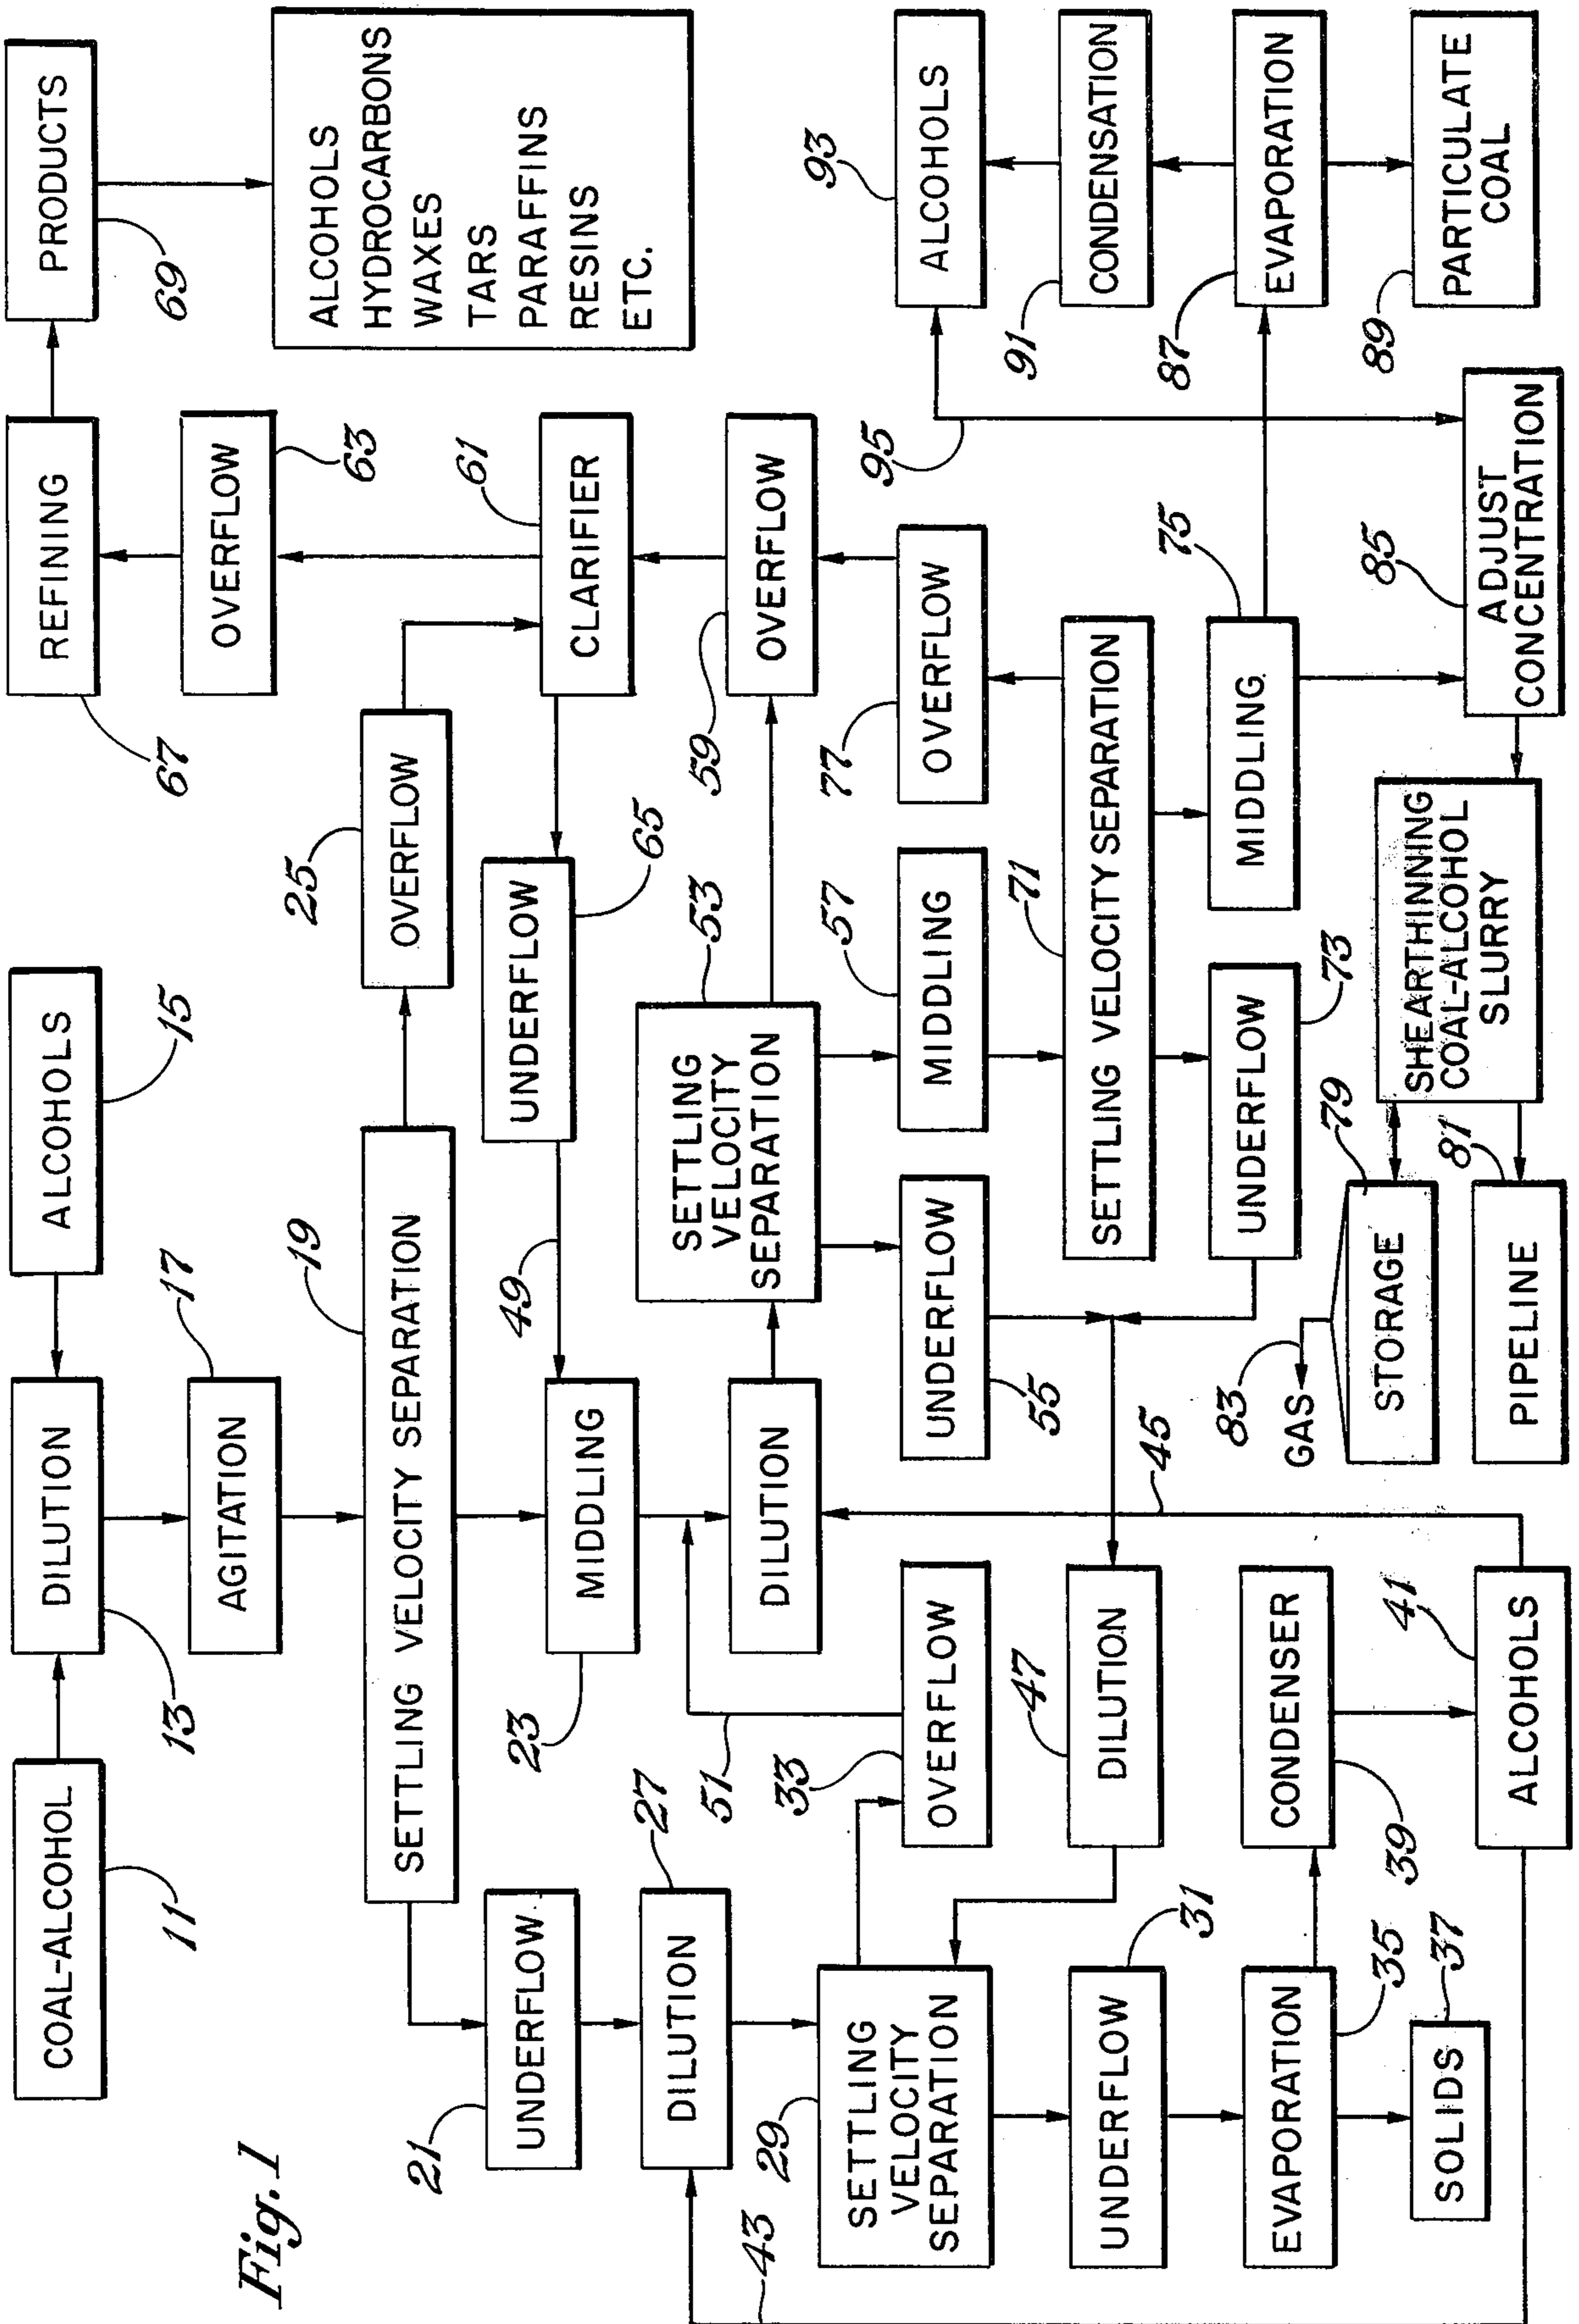 Fig. 1
COAL-ALCOHOL
11
DILUTION
13
ALCOHOLS
15
AGITATION
17
SETTLING VELOCITY SEPARATION
19
UNDERFLOW
21
MIDDLING
23
OVERFLOW
25
DILUTION
27
SETTLING
VELOCITY
SEPARATION
29
UNDERFLOW
31
OVERFLOW
33
EVAPORATION
35
SOLIDS
37
CONDENSER
39
ALCOHOLS
41
43
45
DILUTION
47
49
51
DILUTION
SETTLING
VELOCITY
SEPARATION
53
UNDERFLOW
55
MIDDLING
57
OVERFLOW
59
CLARIFIER
61
OVERFLOW
63
UNDERFLOW
65
REFINING
67
PRODUCTS
69
ALCOHOLS
HYDROCARBONS
WAXES
TARS
PARAFFINS
RESINS
ETC.
SETTLING VELOCITY SEPARATION
71
UNDERFLOW
73
MIDDLING
75
OVERFLOW
77
STORAGE
79
PIPELINE
81
GAS
83
SHEARTHINNING
COAL-ALCOHOL
SLURRY
ADJUST
CONCENTRATION
85
EVAPORATION
87
PARTICULATE
COAL
89
CONDENSATION
91
ALCOHOLS
93
95